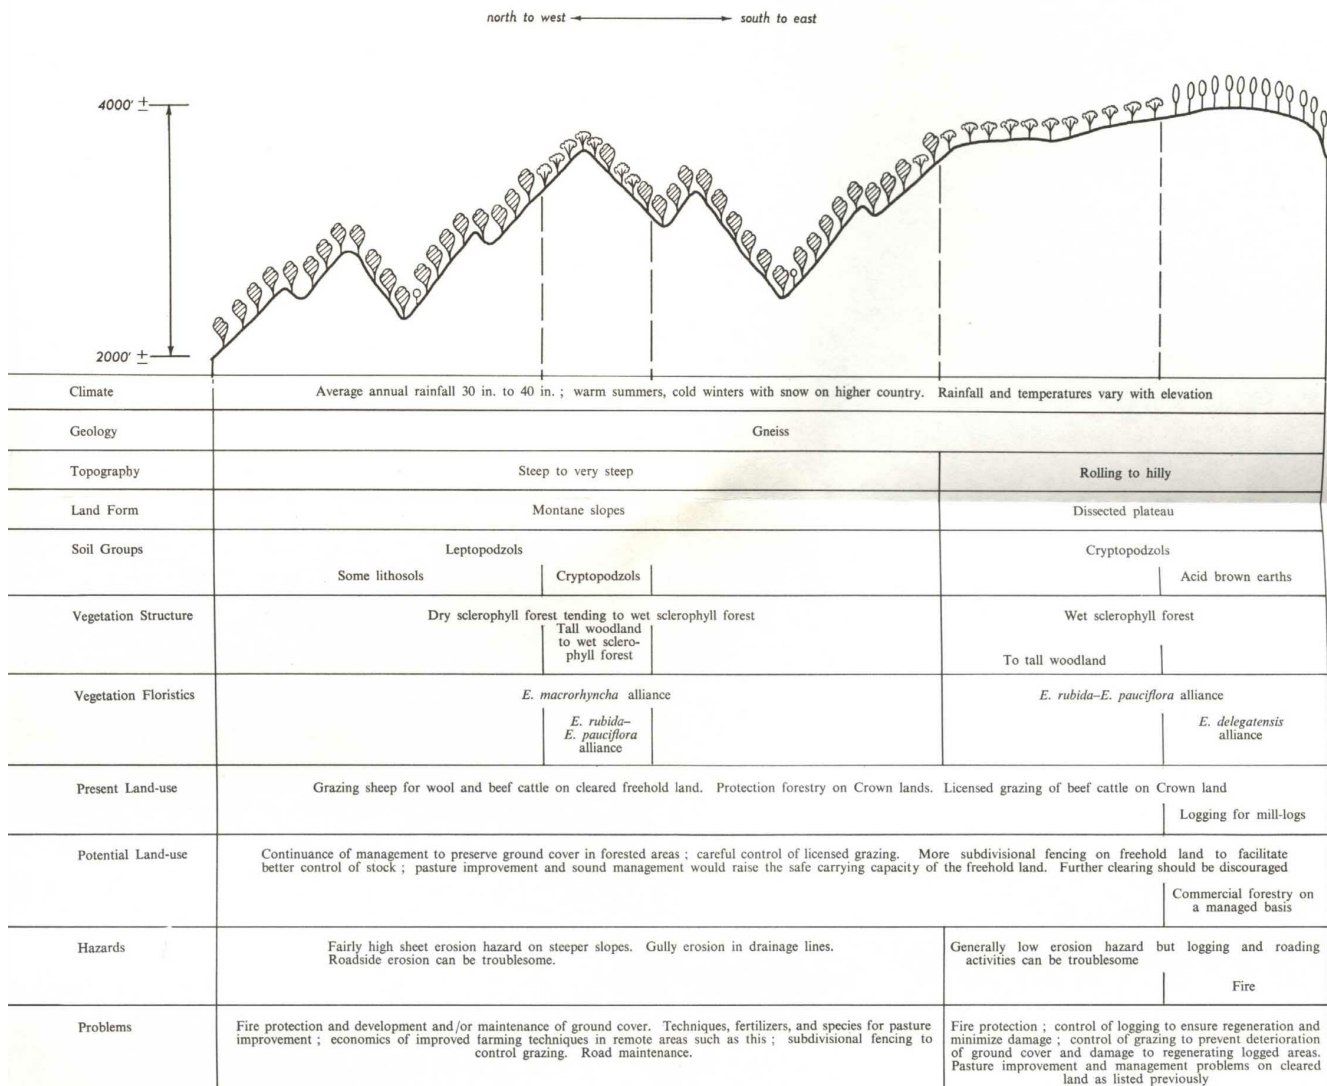 north to west south to east
4000' ±
2000' ±
Climate
Average annual rainfall 30 in. to 40 in. ; warm summers, cold winters with snow on higher country. Rainfall and temperatures vary with elevation
Geology
Gneiss
Topography
Steep to very steep
Rolling to hilly
Land Form
Montane slopes
Dissected plateau
Soil Groups
Leptopodzols
Some lithosols
Cryptopodzols
Cryptopodzols
Acid brown earths
Vegetation Structure
Dry sclerophyll forest tending to wet sclerophyll forest
Tall woodland
to wet sclero-
phyll forest
Wet sclerophyll forest
To tall woodland
Vegetation Floristics
E. macrorhyncha alliance
E. rubida–
E. pauciflora
alliance
E. rubida–E. pauciflora alliance
E. delegatensis
alliance
Present Land-use
Grazing sheep for wool and beef cattle on cleared freehold land. Protection forestry on Crown lands. Licensed grazing of beef cattle on Crown land
Logging for mill-logs
Potential Land-use
Continuance of management to preserve ground cover in forested areas ; careful control of licensed grazing. More subdivisional fencing on freehold land to facilitate
better control of stock ; pasture improvement and sound management would raise the safe carrying capacity of the freehold land. Further clearing should be discouraged
Commercial forestry on
a managed basis
Hazards
Fairly high sheet erosion hazard on steeper slopes. Gully erosion in drainage lines.
Roadside erosion can be troublesome.
Generally low erosion hazard but logging and roading
activities can be troublesome
Fire
Problems
Fire protection and development and/or maintenance of ground cover. Techniques, fertilizers, and species for pasture
improvement ; economics of improved farming techniques in remote areas such as this ; subdivisional fencing to
control grazing. Road maintenance.
Fire protection ; control of logging to ensure regeneration and
minimize damage ; control of grazing to prevent deterioration
of ground cover and damage to regenerating logged areas.
Pasture improvement and management problems on cleared
land as listed previously